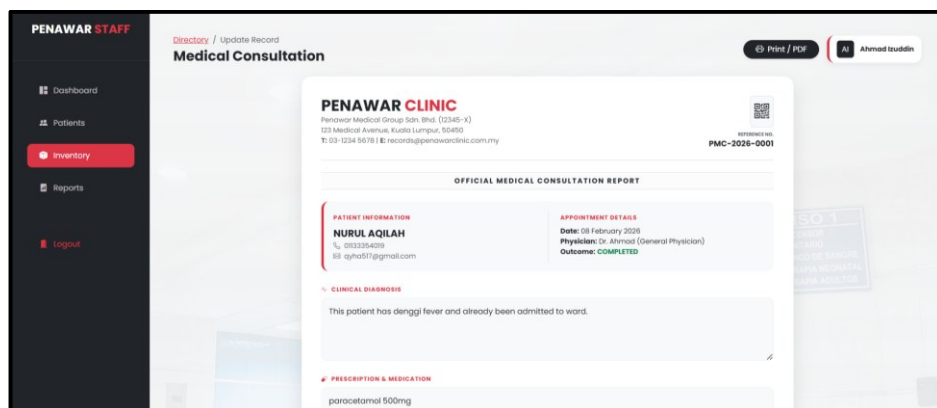 PENAWAR STAFF
Dashboard
Patients
Inventory
Reports
Logout
Directory / Update Record
Medical Consultation
Print / PDF
AI
Ahmad Izuddin
PENAWAR CLINIC
Penawar Medical Group Sdn. Bhd. (12345-X)
123 Medical Avenue, Kuala Lumpur, 50450
T: 03-1234 5678 | E: records@penawarclinic.com.my
REFERENCE NO.
PMC-2026-0001
OFFICIAL MEDICAL CONSULTATION REPORT
PATIENT INFORMATION
NURUL AQILAH
01133354019
qyha517@gmail.com
APPOINTMENT DETAILS
Date: 08 February 2026
Physician: Dr. Ahmad (General Physician)
Outcome: COMPLETED
CLINICAL DIAGNOSIS
This patient has denggi fever and already been admitted to ward.
PRESCRIPTION & MEDICATION
paracetamol 500mg